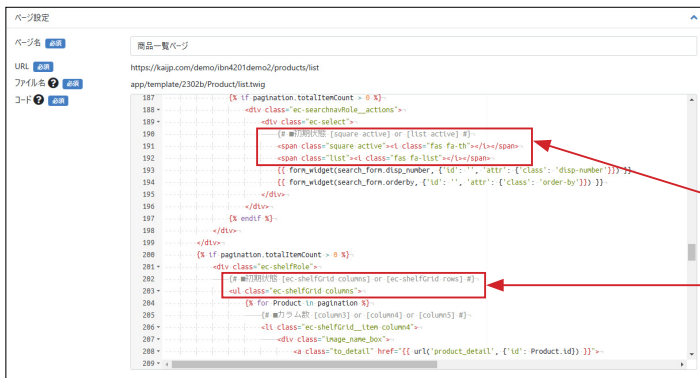 ページ設定
ページ名 必須 商品一覧ページ
URL 必須 https://kaijp.com/demo/ibn4201demo2/products/list
ファイル名 ? 必須 app/template/2302b/Product/list.twig
コード ? 必須
187 {% if pagination.totalItemCount > 0 %}
188 <div class="ec-searchnavRole__actions">
189 <div class="ec-select">
190 {# ■初期状態 [square active] or [list active] #}
191 <span class="square active"><i class="fas fa-th"></i></span>
192 <span class="list"><i class="fas fa-list"></i></span>
193 {{ form_widget(search_form.disp_number, {'id': '', 'attr': {'class': 'disp-number'}}) }}
194 {{ form_widget(search_form.orderby, {'id': '', 'attr': {'class': 'order-by'}}) }}
195 </div>
196 </div>
197 {% endif %}
198 </div>
199 </div>
200 {% if pagination.totalItemCount > 0 %}
201 <div class="ec-shelfRole">
202 {# ■初期状態 [ec-shelfGrid columns] or [ec-shelfGrid rows] #}
203 <ul class="ec-shelfGrid columns">
204 {% for Product in pagination %}
205 {# ■カラム数 [column3] or [column4] or [column5] #}
206 <li class="ec-shelfGrid__item column4">
207 <div class="image_name_box">
208 <a class="to_detail" href="{{ url('product_detail', {'id': Product.id}) }}">
209